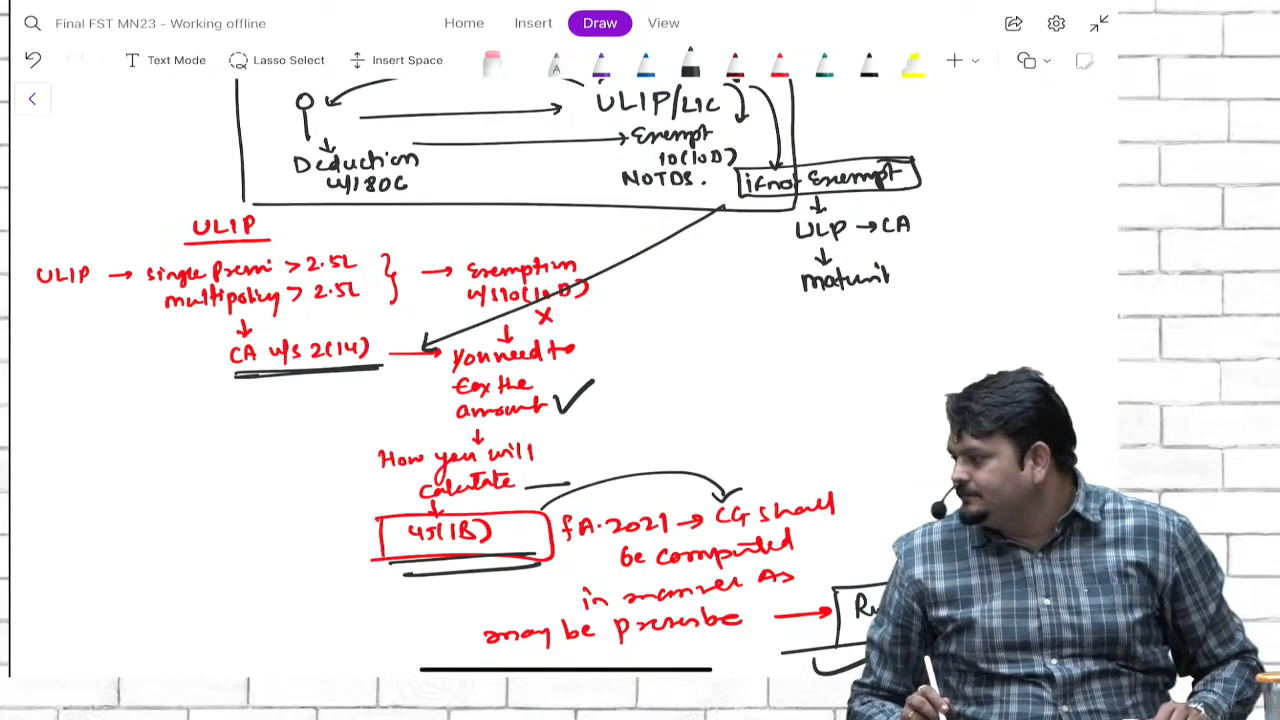 Final FST MN23 - Working offline
Home Insert Draw View
Text Mode Lasso Select Insert Space
ULIP/LIC
Exempt
10(10D)
NO TDS.
Deduction
u/s 80C
if not Exempt
ULP → CA
maturit
ULIP
ULIP → single premi > 2.5L
multipolicy > 2.5L
→ Exemption
u/s 10(10D)
X
CA u/s 2(14)
→ you need to
tax the
amount ✓
How you will
calculate
45(1B)
FA.2021 → CG shall
be computed
in manner As
may be prescribe →